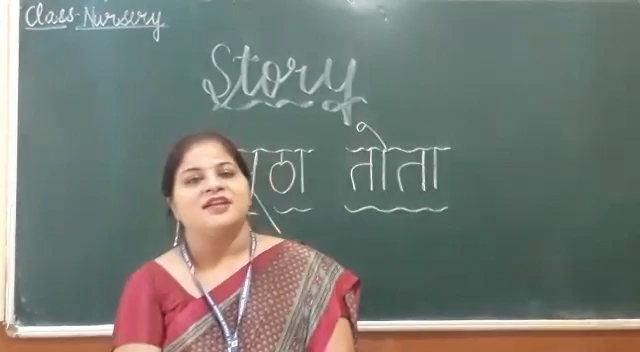 Class-Nursery
Story
तोता